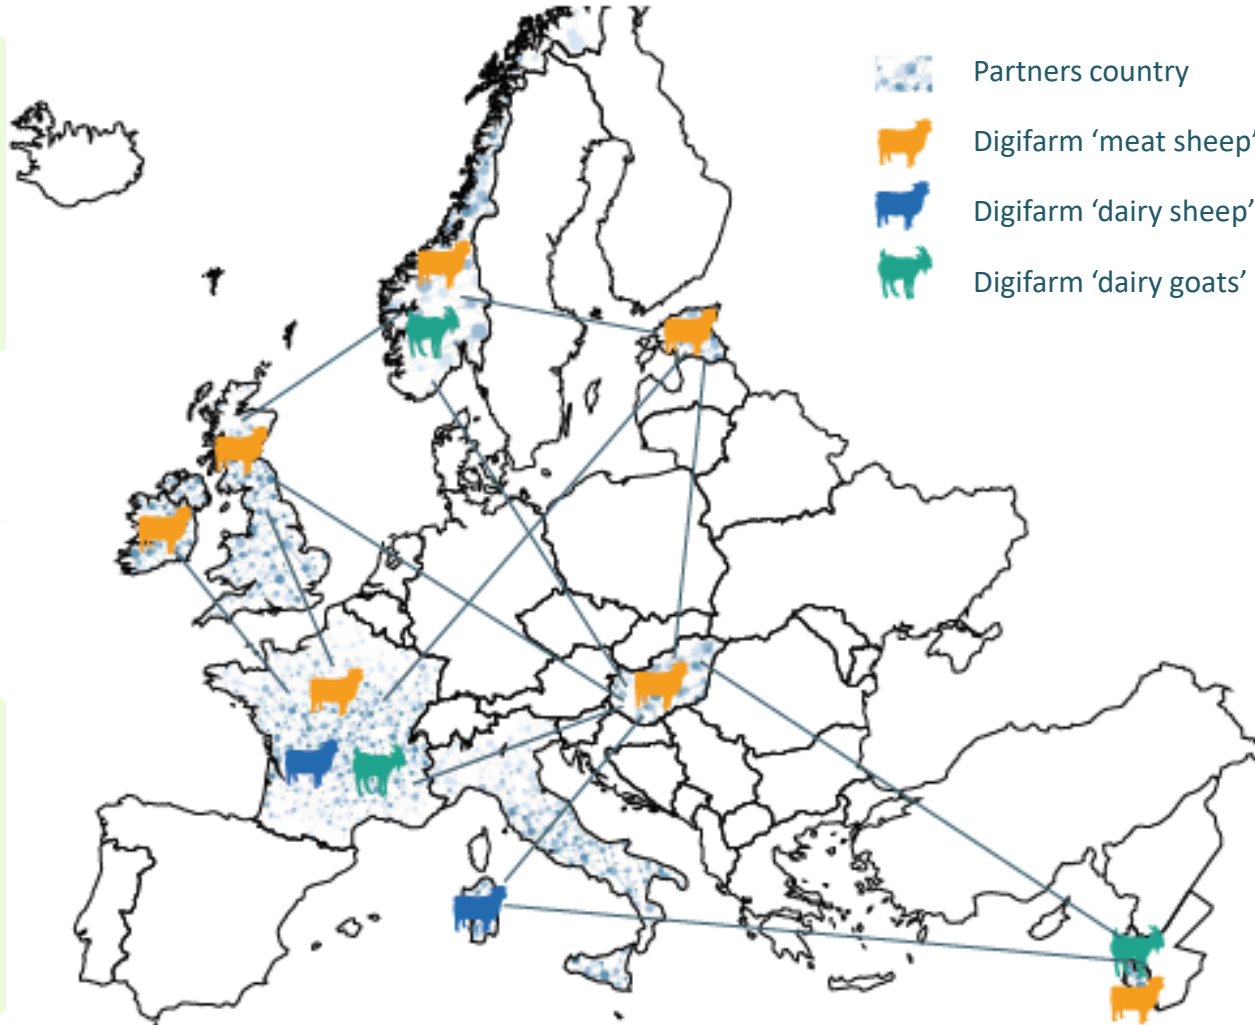 Partners country
Digifarm ‘meat sheep’
Digifarm ‘dairy sheep’
Digifarm ‘dairy goats’